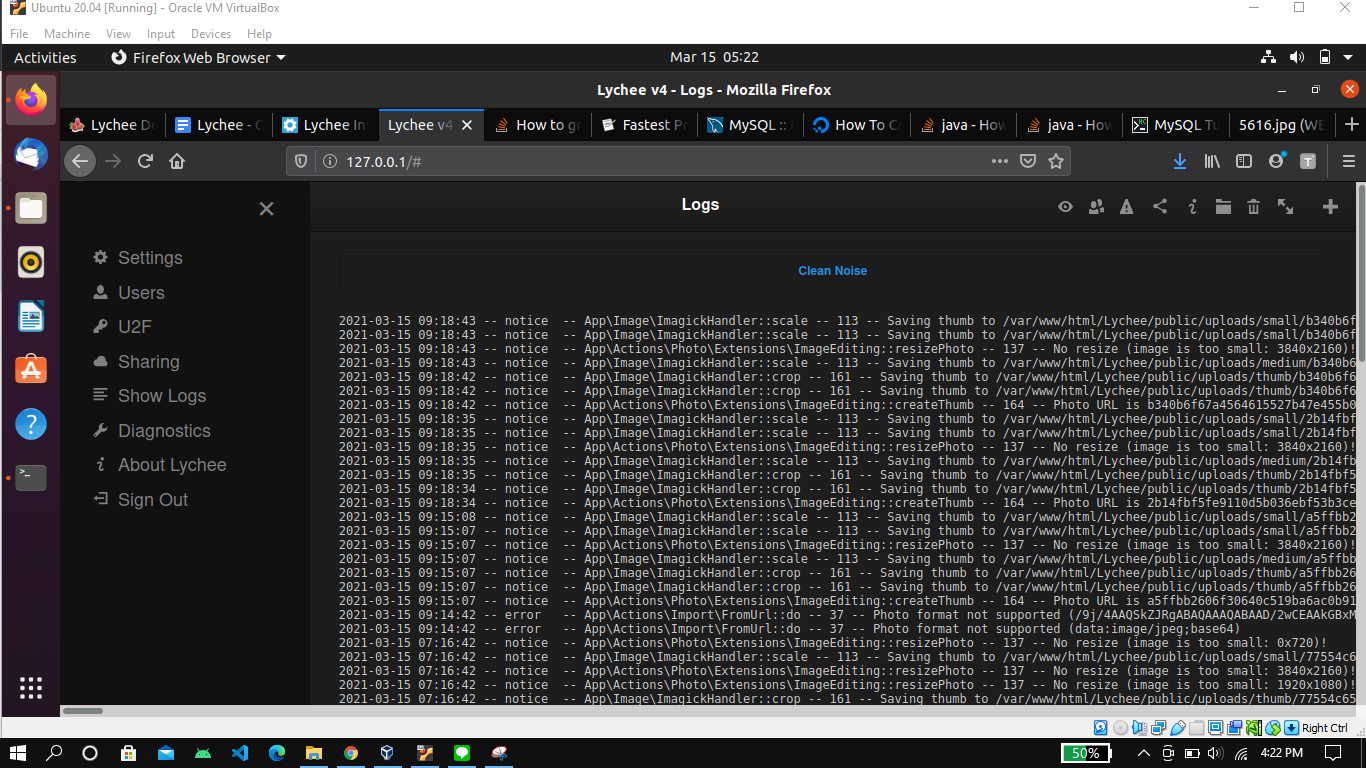 Ubuntu 20.04 [Running] - Oracle VM VirtualBox
File Machine View Input Devices Help
Activities Firefox Web Browser Mar 15 05:22
Lychee v4 - Logs - Mozilla Firefox
Lychee Do Lychee - C Lychee Ins Lychee v4 How to gr Fastest Pr MySQL :: How To Cr java - How java - How MySQL Tu 5616.jpg (WE
127.0.0.1/#
Logs
Settings
Users
U2F
Sharing
Show Logs
Diagnostics
About Lychee
Sign Out
Clean Noise
2021-03-15 09:18:43 -- notice -- App\Image\ImagickHandler::scale -- 113 -- Saving thumb to /var/www/html/Lychee/public/uploads/small/b340b6f
2021-03-15 09:18:43 -- notice -- App\Image\ImagickHandler::scale -- 113 -- Saving thumb to /var/www/html/Lychee/public/uploads/small/b340b6f
2021-03-15 09:18:43 -- notice -- App\Actions\Photo\Extensions\ImageEditing::resizePhoto -- 137 -- No resize (image is too small: 3840x2160)!
2021-03-15 09:18:43 -- notice -- App\Image\ImagickHandler::scale -- 113 -- Saving thumb to /var/www/html/Lychee/public/uploads/medium/b340b6
2021-03-15 09:18:42 -- notice -- App\Image\ImagickHandler::crop -- 161 -- Saving thumb to /var/www/html/Lychee/public/uploads/thumb/b340b6f6
2021-03-15 09:18:42 -- notice -- App\Image\ImagickHandler::crop -- 161 -- Saving thumb to /var/www/html/Lychee/public/uploads/thumb/b340b6f6
2021-03-15 09:18:42 -- notice -- App\Actions\Photo\Extensions\ImageEditing::createThumb -- 164 -- Photo URL is b340b6f67a4564615527b47e455b0
2021-03-15 09:18:35 -- notice -- App\Image\ImagickHandler::scale -- 113 -- Saving thumb to /var/www/html/Lychee/public/uploads/small/2b14fbf
2021-03-15 09:18:35 -- notice -- App\Image\ImagickHandler::scale -- 113 -- Saving thumb to /var/www/html/Lychee/public/uploads/small/2b14fbf
2021-03-15 09:18:35 -- notice -- App\Actions\Photo\Extensions\ImageEditing::resizePhoto -- 137 -- No resize (image is too small: 3840x2160)!
2021-03-15 09:18:35 -- notice -- App\Image\ImagickHandler::scale -- 113 -- Saving thumb to /var/www/html/Lychee/public/uploads/medium/2b14fb
2021-03-15 09:18:35 -- notice -- App\Image\ImagickHandler::crop -- 161 -- Saving thumb to /var/www/html/Lychee/public/uploads/thumb/2b14fbf5
2021-03-15 09:18:34 -- notice -- App\Image\ImagickHandler::crop -- 161 -- Saving thumb to /var/www/html/Lychee/public/uploads/thumb/2b14fbf5
2021-03-15 09:18:34 -- notice -- App\Actions\Photo\Extensions\ImageEditing::createThumb -- 164 -- Photo URL is 2b14fbf5fe9110d5b036ebf53b3ce
2021-03-15 09:15:08 -- notice -- App\Image\ImagickHandler::scale -- 113 -- Saving thumb to /var/www/html/Lychee/public/uploads/small/a5ffbb2
2021-03-15 09:15:07 -- notice -- App\Image\ImagickHandler::scale -- 113 -- Saving thumb to /var/www/html/Lychee/public/uploads/small/a5ffbb2
2021-03-15 09:15:07 -- notice -- App\Actions\Photo\Extensions\ImageEditing::resizePhoto -- 137 -- No resize (image is too small: 3840x2160)!
2021-03-15 09:15:07 -- notice -- App\Image\ImagickHandler::scale -- 113 -- Saving thumb to /var/www/html/Lychee/public/uploads/medium/a5ffbb
2021-03-15 09:15:07 -- notice -- App\Image\ImagickHandler::crop -- 161 -- Saving thumb to /var/www/html/Lychee/public/uploads/thumb/a5ffbb26
2021-03-15 09:15:07 -- notice -- App\Image\ImagickHandler::crop -- 161 -- Saving thumb to /var/www/html/Lychee/public/uploads/thumb/a5ffbb26
2021-03-15 09:15:07 -- notice -- App\Actions\Photo\Extensions\ImageEditing::createThumb -- 164 -- Photo URL is a5ffbb2606f30640c519ba6ac0b91
2021-03-15 09:14:42 -- error -- App\Actions\Import\FromUrl::do -- 37 -- Photo format not supported (/9j/4AAQSkZJRgABAQAAAQABAAD/2wCEAAkGBxM
2021-03-15 09:14:42 -- error -- App\Actions\Import\FromUrl::do -- 37 -- Photo format not supported (data:image/jpeg;base64)
2021-03-15 07:16:42 -- notice -- App\Actions\Photo\Extensions\ImageEditing::resizePhoto -- 137 -- No resize (image is too small: 0x720)!
2021-03-15 07:16:42 -- notice -- App\Image\ImagickHandler::scale -- 113 -- Saving thumb to /var/www/html/Lychee/public/uploads/small/77554c6
2021-03-15 07:16:42 -- notice -- App\Actions\Photo\Extensions\ImageEditing::resizePhoto -- 137 -- No resize (image is too small: 3840x2160)!
2021-03-15 07:16:42 -- notice -- App\Actions\Photo\Extensions\ImageEditing::resizePhoto -- 137 -- No resize (image is too small: 1920x1080)!
2021-03-15 07:16:42 -- notice -- App\Image\ImagickHandler::crop -- 161 -- Saving thumb to /var/www/html/Lychee/public/uploads/thumb/77554c65
Right Ctrl
50% 4:22 PM